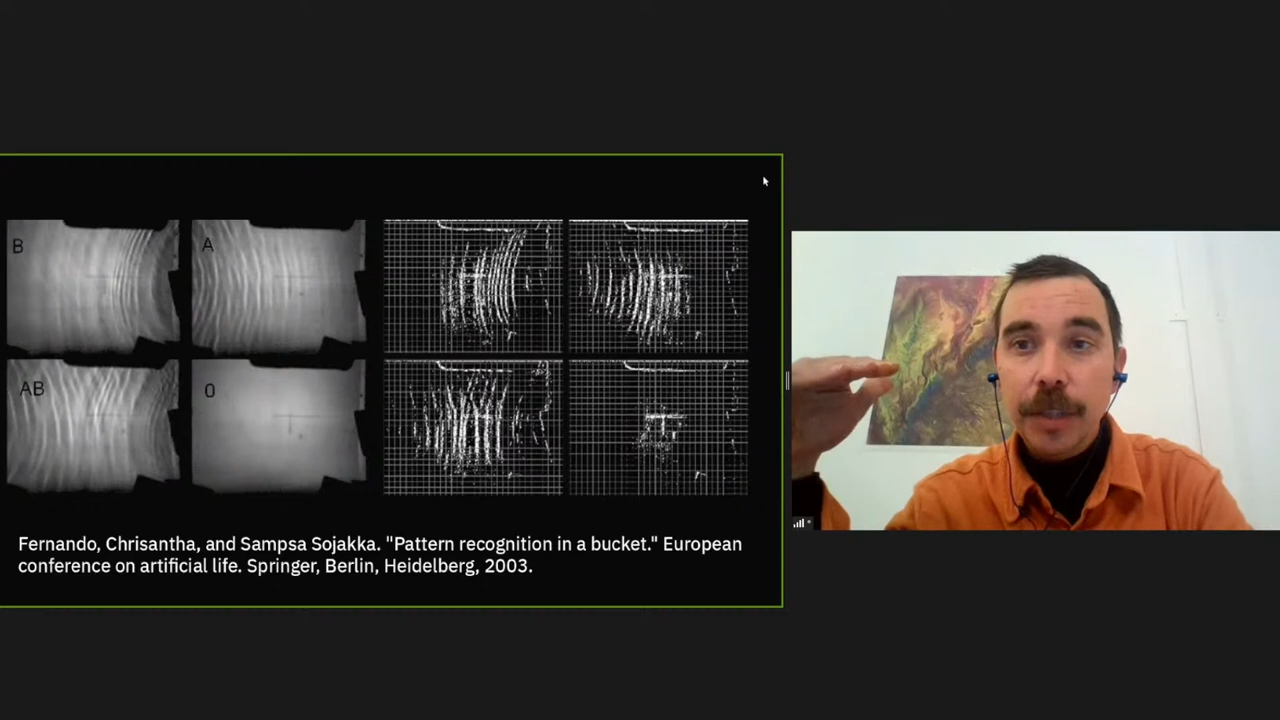 B
A
AB
0
Fernando, Chrisantha, and Sampsa Sojakka. "Pattern recognition in a bucket." European
conference on artificial life. Springer, Berlin, Heidelberg, 2003.